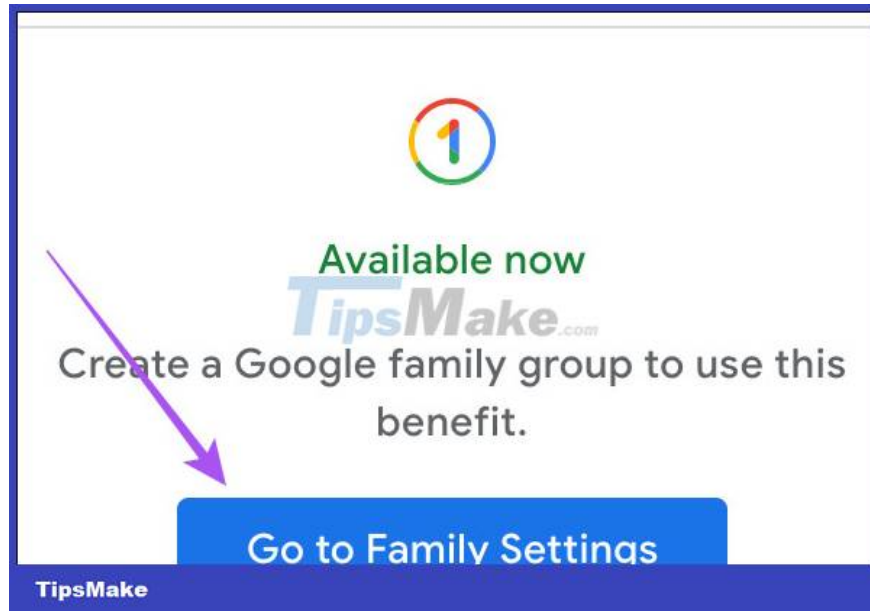 1
Available now
TipsMake.com
Create a Google family group to use this
benefit.
Go to Family Settings
TipsMake